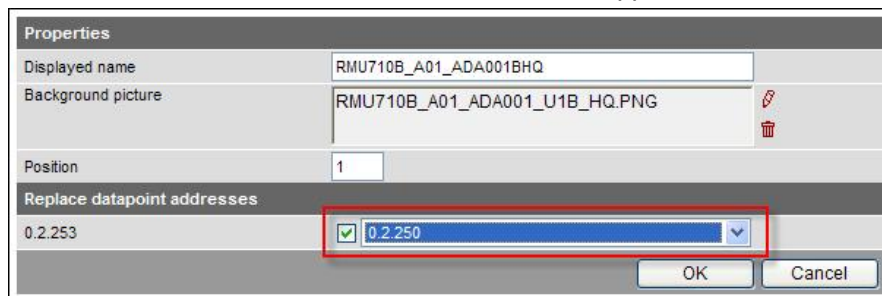 Properties
Displayed name RMU710B_A01_ADA001BHQ
Background picture RMU710B_A01_ADA001_U1B_HQ.PNG
Position 1
Replace datapoint addresses
0.2.253 0.2.250
OK Cancel